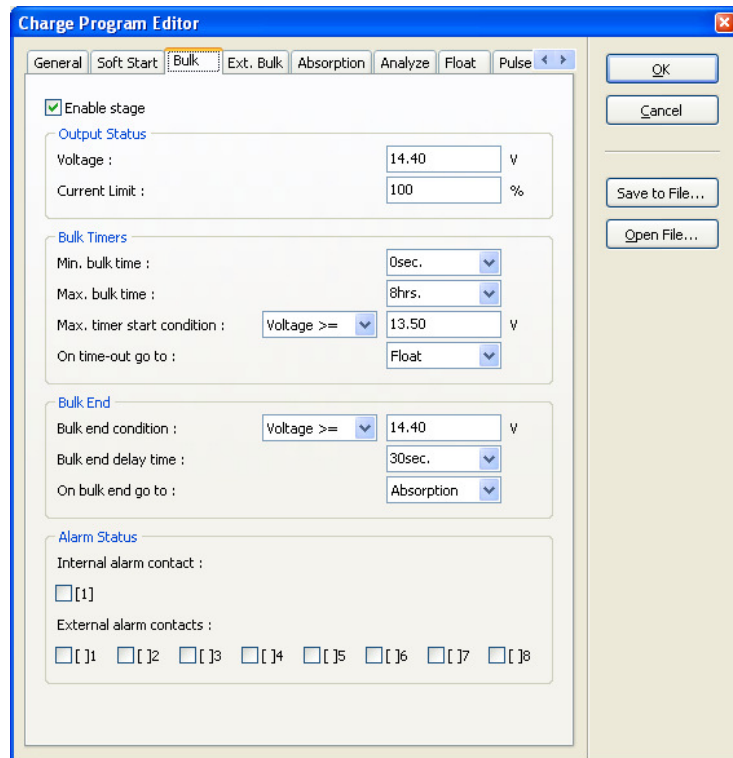 Charge Program Editor
General Soft Start Bulk Ext. Bulk Absorption Analyze Float Pulse
OK
Cancel
Save to File...
Open File...
Enable stage
Output Status
Voltage : 14.40 V
Current Limit : 100 %
Bulk Timers
Min. bulk time : 0sec.
Max. bulk time : 8hrs.
Max. timer start condition : Voltage >= 13.50 V
On time-out go to : Float
Bulk End
Bulk end condition : Voltage >= 14.40 V
Bulk end delay time : 30sec.
On bulk end go to : Absorption
Alarm Status
Internal alarm contact :
[1]
External alarm contacts :
[ ]1 [ ]2 [ ]3 [ ]4 [ ]5 [ ]6 [ ]7 [ ]8